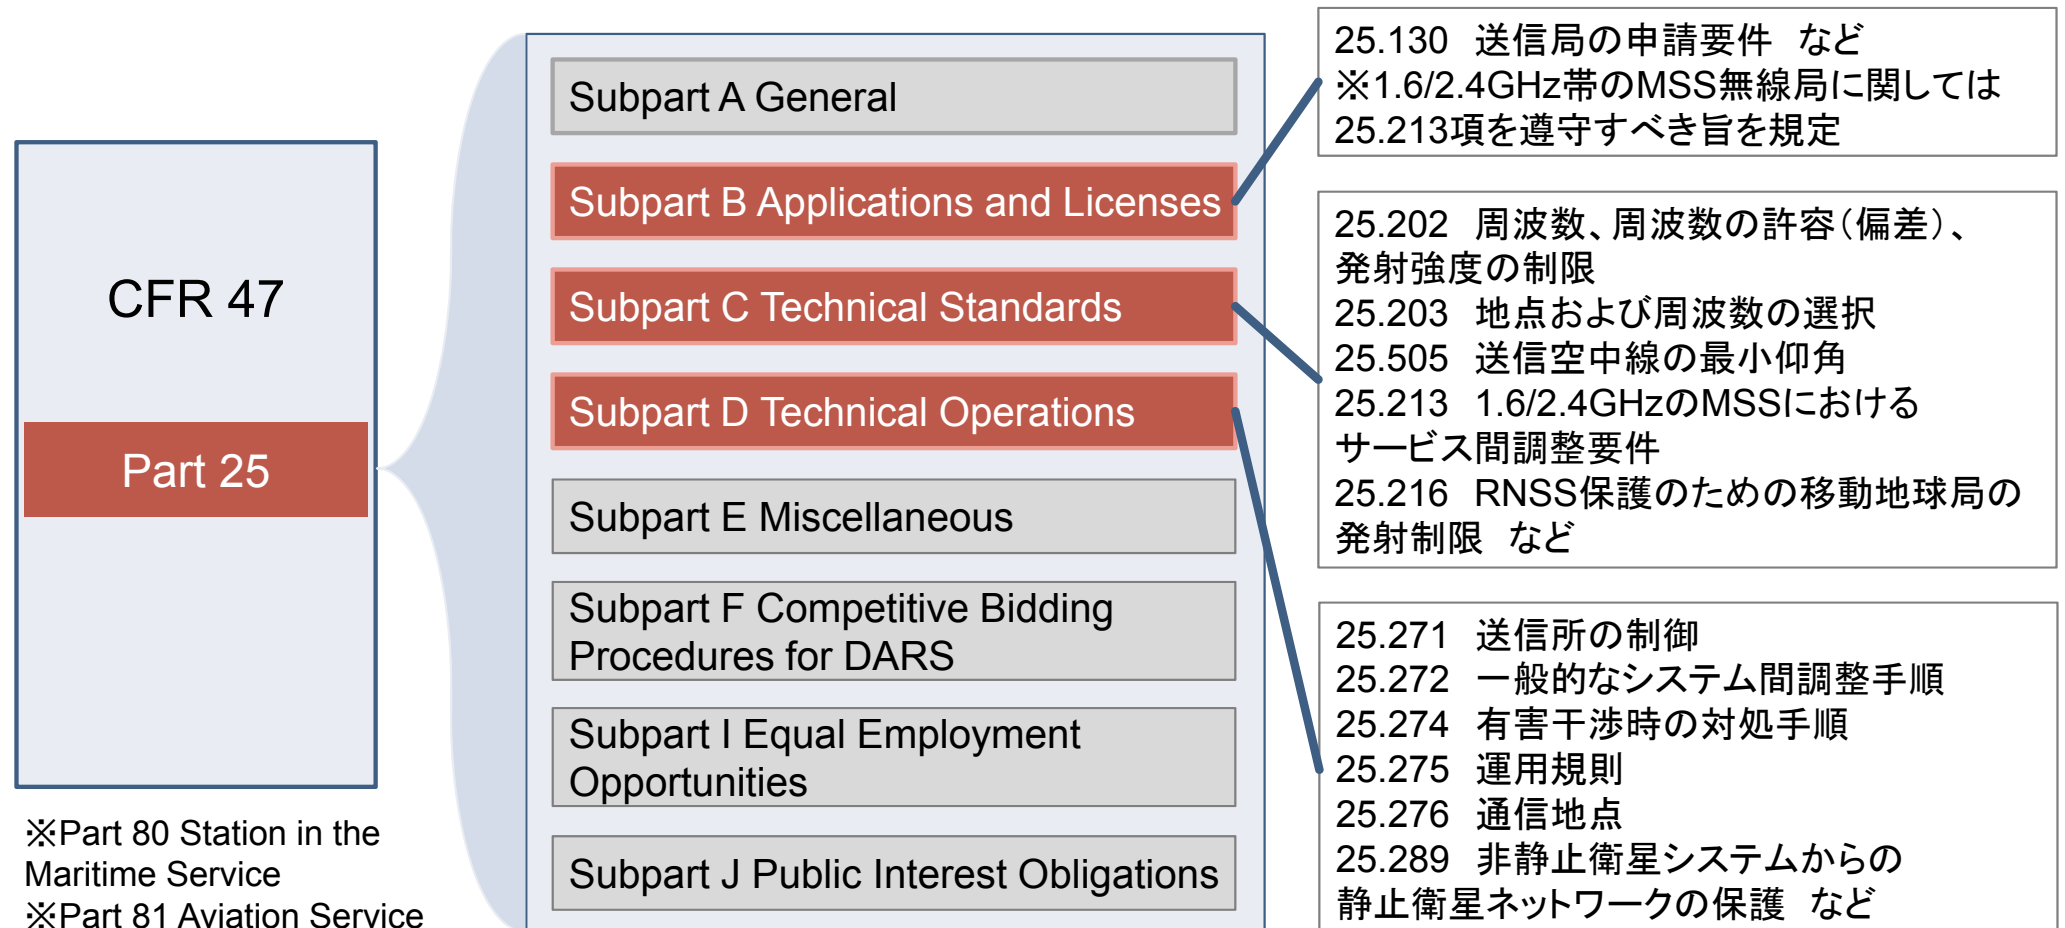 CFR 47
Part 25
※Part 80 Station in the
Maritime Service
※Part 81 Aviation Service
Subpart A General
Subpart B Applications and Licenses
Subpart C Technical Standards
Subpart D Technical Operations
Subpart E Miscellaneous
Subpart F Competitive Bidding
Procedures for DARS
Subpart I Equal Employment
Opportunities
Subpart J Public Interest Obligations
25.130　送信局の申請要件　など
※1.6/2.4GHz帯のMSS無線局に関しては
25.213項を遵守すべき旨を規定
25.202　周波数、周波数の許容（偏差）、
発射強度の制限
25.203　地点および周波数の選択
25.505　送信空中線の最小仰角
25.213　1.6/2.4GHzのMSSにおける
サービス間調整要件
25.216　RNSS保護のための移動地球局の
発射制限　など
25.271　送信所の制御
25.272　一般的なシステム間調整手順
25.274　有害干渉時の対処手順
25.275　運用規則
25.276　通信地点
25.289　非静止衛星システムからの
静止衛星ネットワークの保護　など